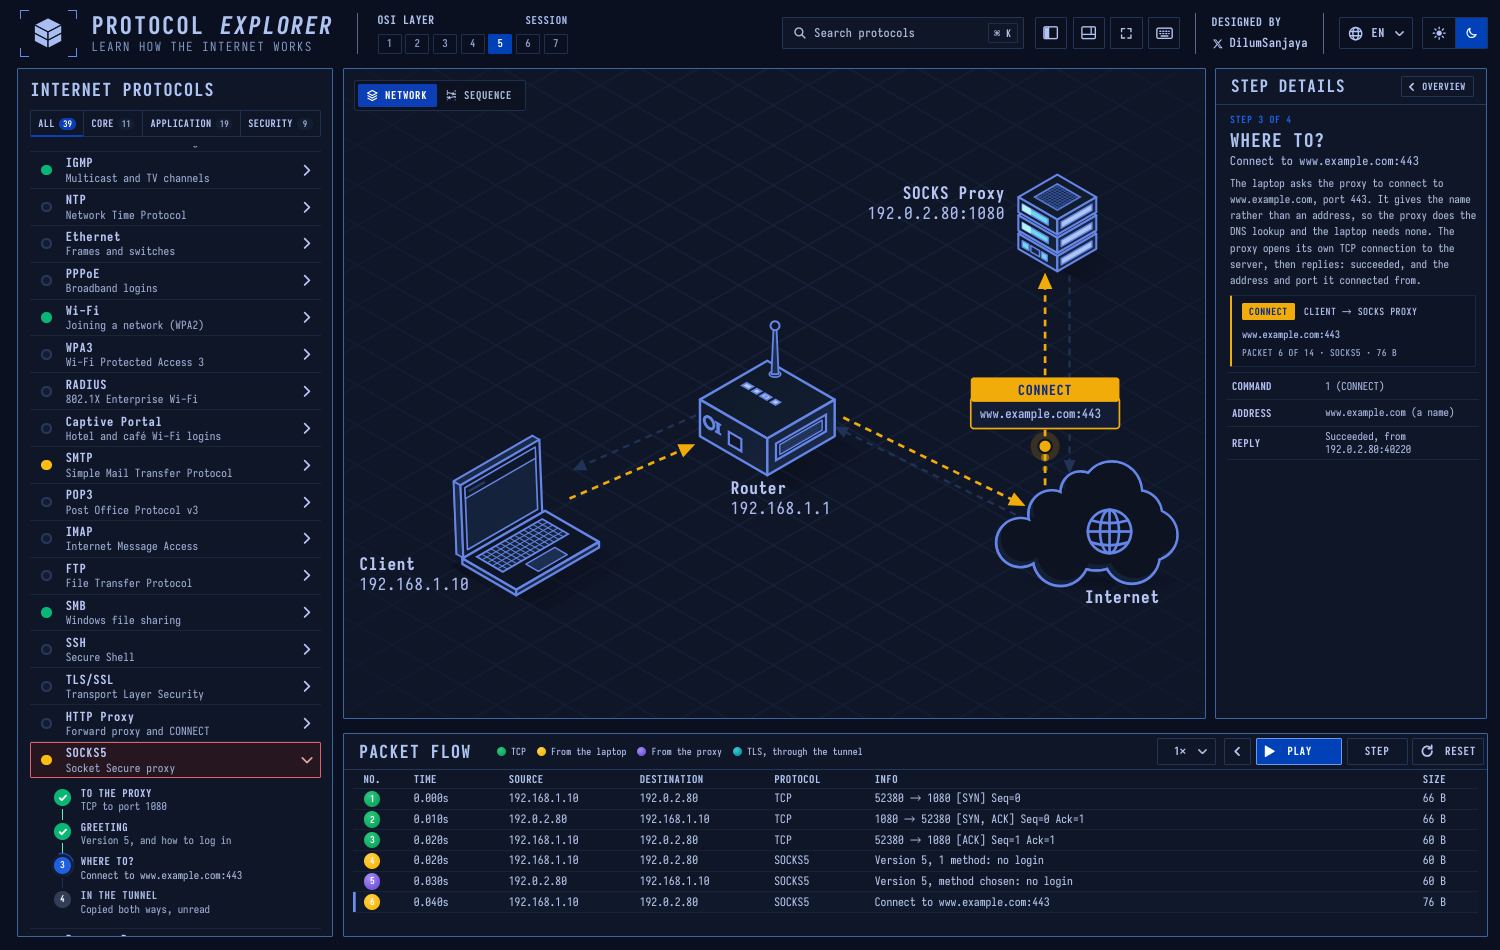 PROTOCOL EXPLORER
LEARN HOW THE INTERNET WORKS
OSI LAYER SESSION
1 2 3 4 5 6 7
Search protocols ⌘ K
DESIGNED BY
DilumSanjaya
EN
INTERNET PROTOCOLS
ALL 39 CORE 11 APPLICATION 19 SECURITY 9
IGMP
Multicast and TV channels
NTP
Network Time Protocol
Ethernet
Frames and switches
PPPoE
Broadband logins
Wi-Fi
Joining a network (WPA2)
WPA3
Wi-Fi Protected Access 3
RADIUS
802.1X Enterprise Wi-Fi
Captive Portal
Hotel and café Wi-Fi logins
SMTP
Simple Mail Transfer Protocol
POP3
Post Office Protocol v3
IMAP
Internet Message Access
FTP
File Transfer Protocol
SMB
Windows file sharing
SSH
Secure Shell
TLS/SSL
Transport Layer Security
HTTP Proxy
Forward proxy and CONNECT
SOCKS5
Socket Secure proxy
TO THE PROXY
TCP to port 1080
GREETING
Version 5, and how to log in
3 WHERE TO?
Connect to www.example.com:443
4 IN THE TUNNEL
Copied both ways, unread
NETWORK SEQUENCE
SOCKS Proxy
192.0.2.80:1080
CONNECT
www.example.com:443
Router
192.168.1.1
Client
192.168.1.10
Internet
STEP DETAILS OVERVIEW
STEP 3 OF 4
WHERE TO?
Connect to www.example.com:443
The laptop asks the proxy to connect to
www.example.com, port 443. It gives the name
rather than an address, so the proxy does the
DNS lookup and the laptop needs none. The
proxy opens its own TCP connection to the
server, then replies: succeeded, and the
address and port it connected from.
CONNECT CLIENT → SOCKS PROXY
www.example.com:443
PACKET 6 OF 14 · SOCKS5 · 76 B
COMMAND 1 (CONNECT)
ADDRESS www.example.com (a name)
REPLY Succeeded, from
192.0.2.80:40220
PACKET FLOW TCP From the laptop From the proxy TLS, through the tunnel 1× PLAY STEP RESET
NO. TIME SOURCE DESTINATION PROTOCOL INFO SIZE
1 0.000s 192.168.1.10 192.0.2.80 TCP 52380 → 1080 [SYN] Seq=0 66 B
2 0.010s 192.0.2.80 192.168.1.10 TCP 1080 → 52380 [SYN, ACK] Seq=0 Ack=1 66 B
3 0.020s 192.168.1.10 192.0.2.80 TCP 52380 → 1080 [ACK] Seq=1 Ack=1 60 B
4 0.020s 192.168.1.10 192.0.2.80 SOCKS5 Version 5, 1 method: no login 60 B
5 0.030s 192.0.2.80 192.168.1.10 SOCKS5 Version 5, method chosen: no login 60 B
6 0.040s 192.168.1.10 192.0.2.80 SOCKS5 Connect to www.example.com:443 76 B